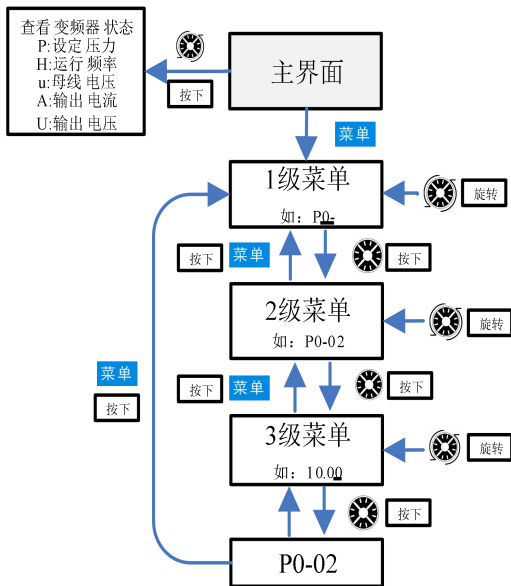 查看变频器状态
P:设定压力
H:运行频率
u:母线电压
A:输出电流
U:输出电压
按下
主界面
菜单
1级菜单
如：P0-
旋转
按下 菜单
按下
2级菜单
如：P0-02
旋转
菜单
按下
按下 菜单
按下
3级菜单
如：10.00
旋转
按下
P0-02